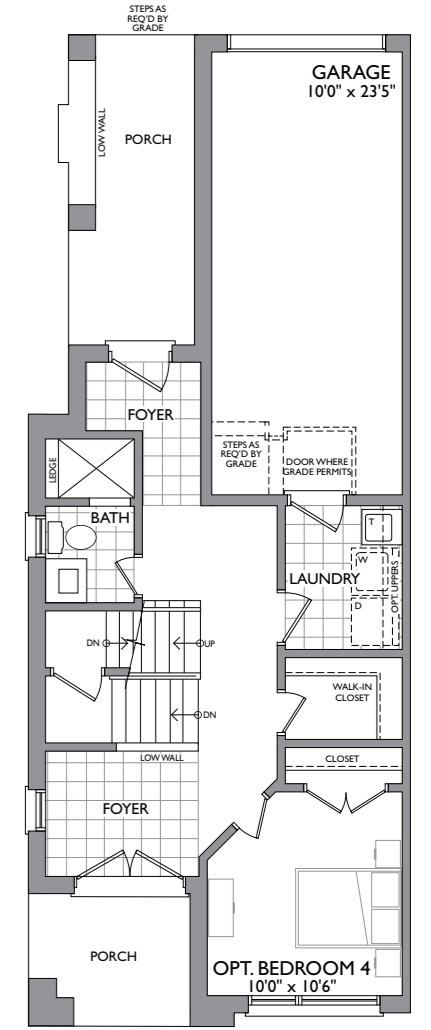 STEPS AS
REQ'D BY
GRADE
GARAGE
10'0" x 23'5"
LOW WALL
PORCH
FOYER
STEPS AS
REQ'D BY
GRADE
DOOR WHERE
GRADE PERMITS
LEDGE
BATH
T
W
LAUNDRY
D
OPT. UPPERS
DN
UP
DN
WALK-IN
CLOSET
LOW WALL
CLOSET
FOYER
PORCH
OPT. BEDROOM 4
10'0" x 10'6"